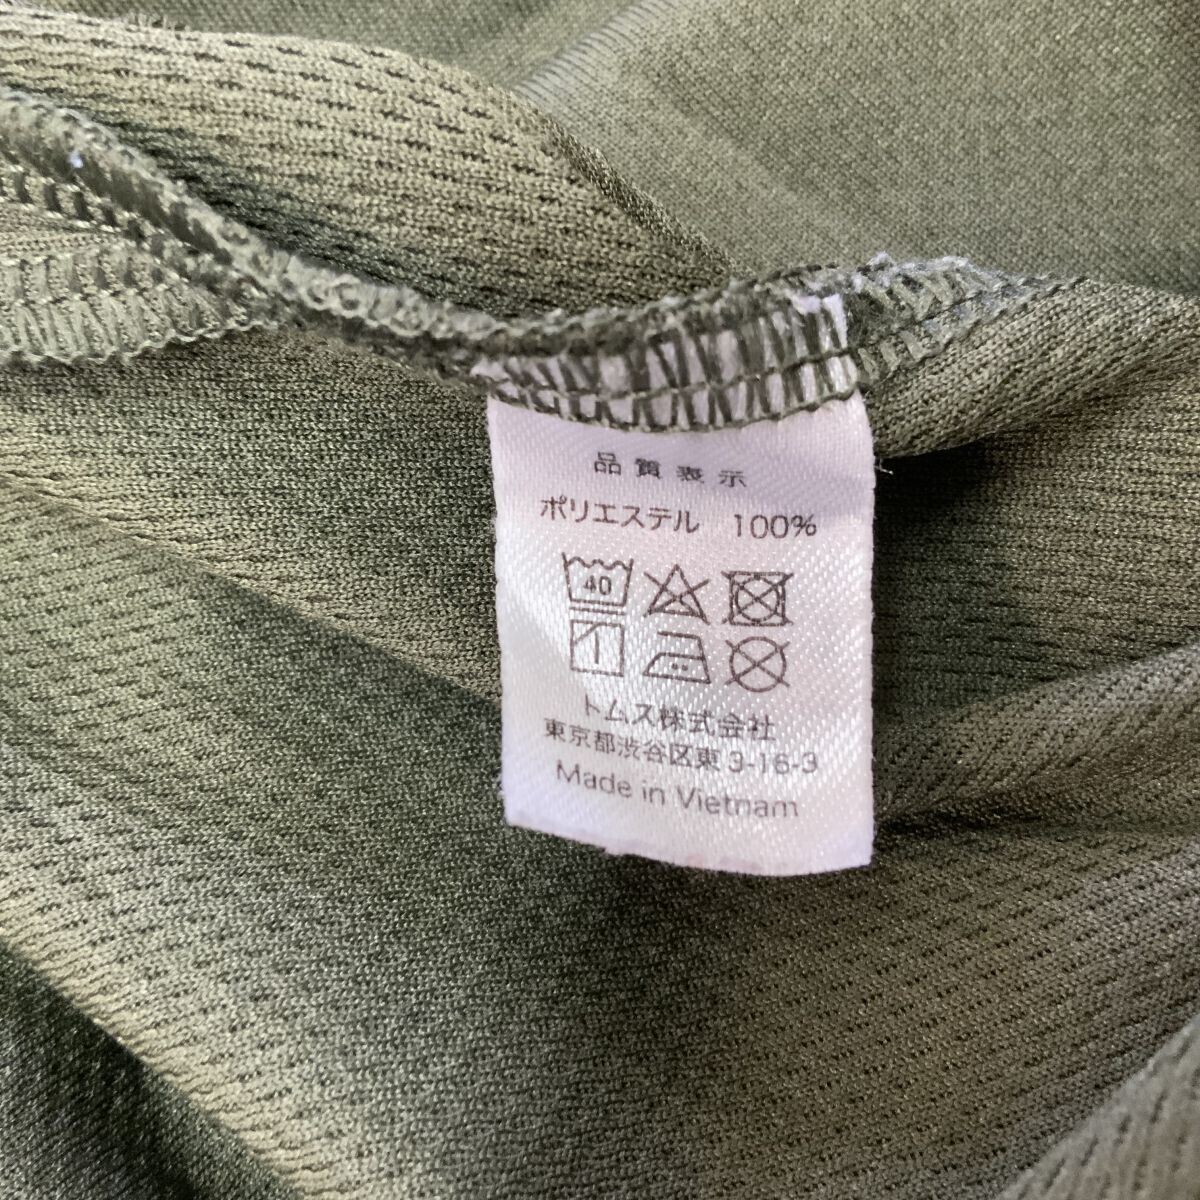 品質表示
ポリエステル 100%
40
トムス株式会社
東京都渋谷区東 3-16-3
Made in Vietnam